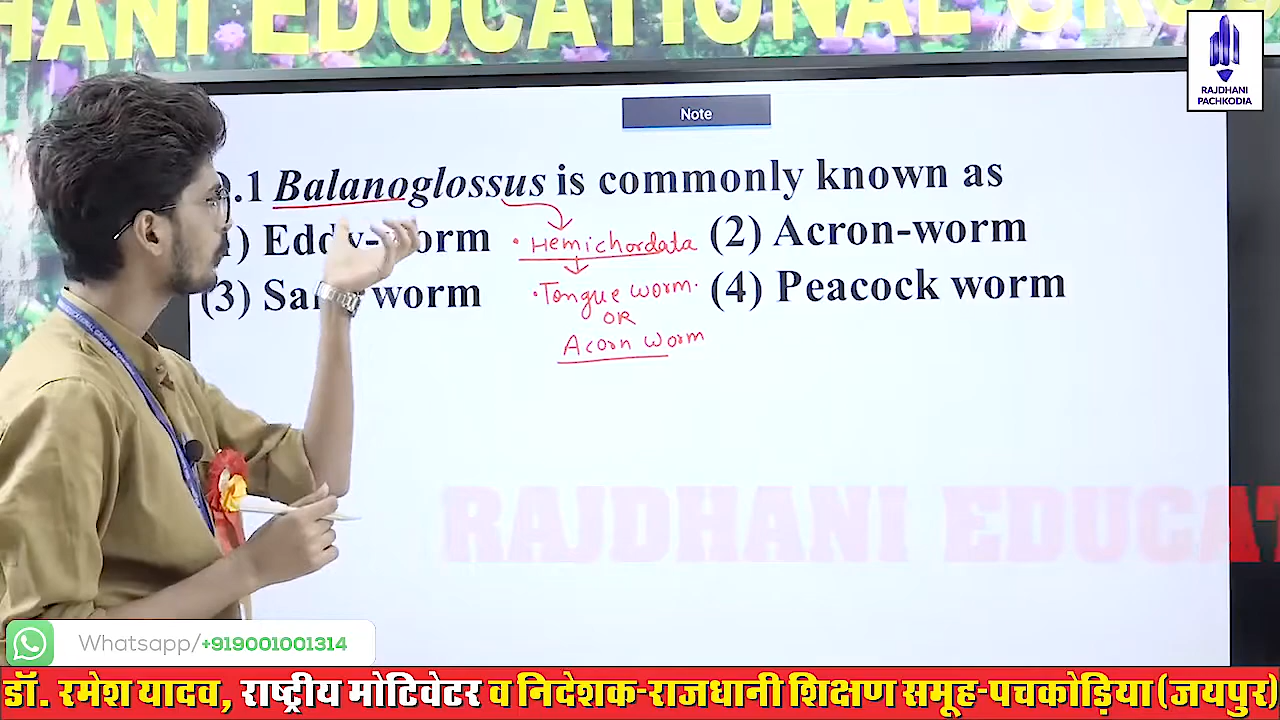 HANI EDUCATIONAL GRO
RAJDHANI
PACHKODIA
Note
.1 Balanoglossus is commonly known as
1) Eddy-worm (2) Acron-worm
• Hemichordata
(3) worm (4) Peacock worm
• Tongue worm.
OR
Acorn worm
RAJDHANI EDUCAT
Whatsapp/+919001001314
डॉ. रमेश यादव, राष्ट्रीय मोटिवेटर व निदेशक-राजधानी शिक्षण समूह-पचकोड़िया (जयपुर)